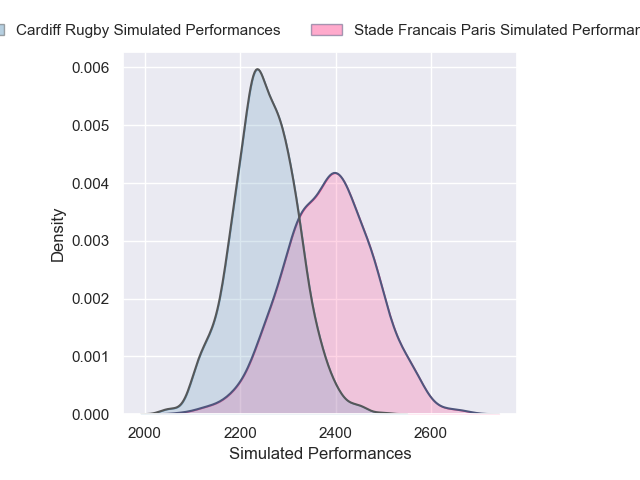 Cardiff Rugby Simulated Performances
Stade Francais Paris Simulated
0.006
0.005
0.004
0.003
0.002
0.001
0.000
Density
2000 2200 2400 2600
Simulated Performances